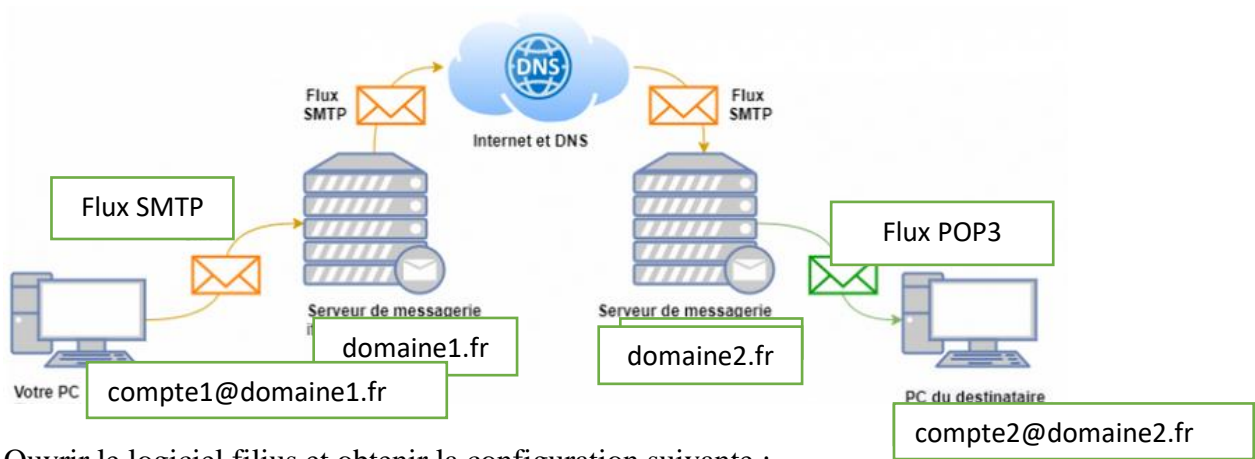 DNS
Flux
SMTP
Flux
SMTP
Internet et DNS
Flux SMTP
Flux POP3
Serveur de messagerie
Serveur de messagerie
domaine1.fr
domaine2.fr
Votre PC
compte1@domaine1.fr
PC du destinataire
compte2@domaine2.fr
Ouvrir le logiciel filius et obtenir la configuration suivante :